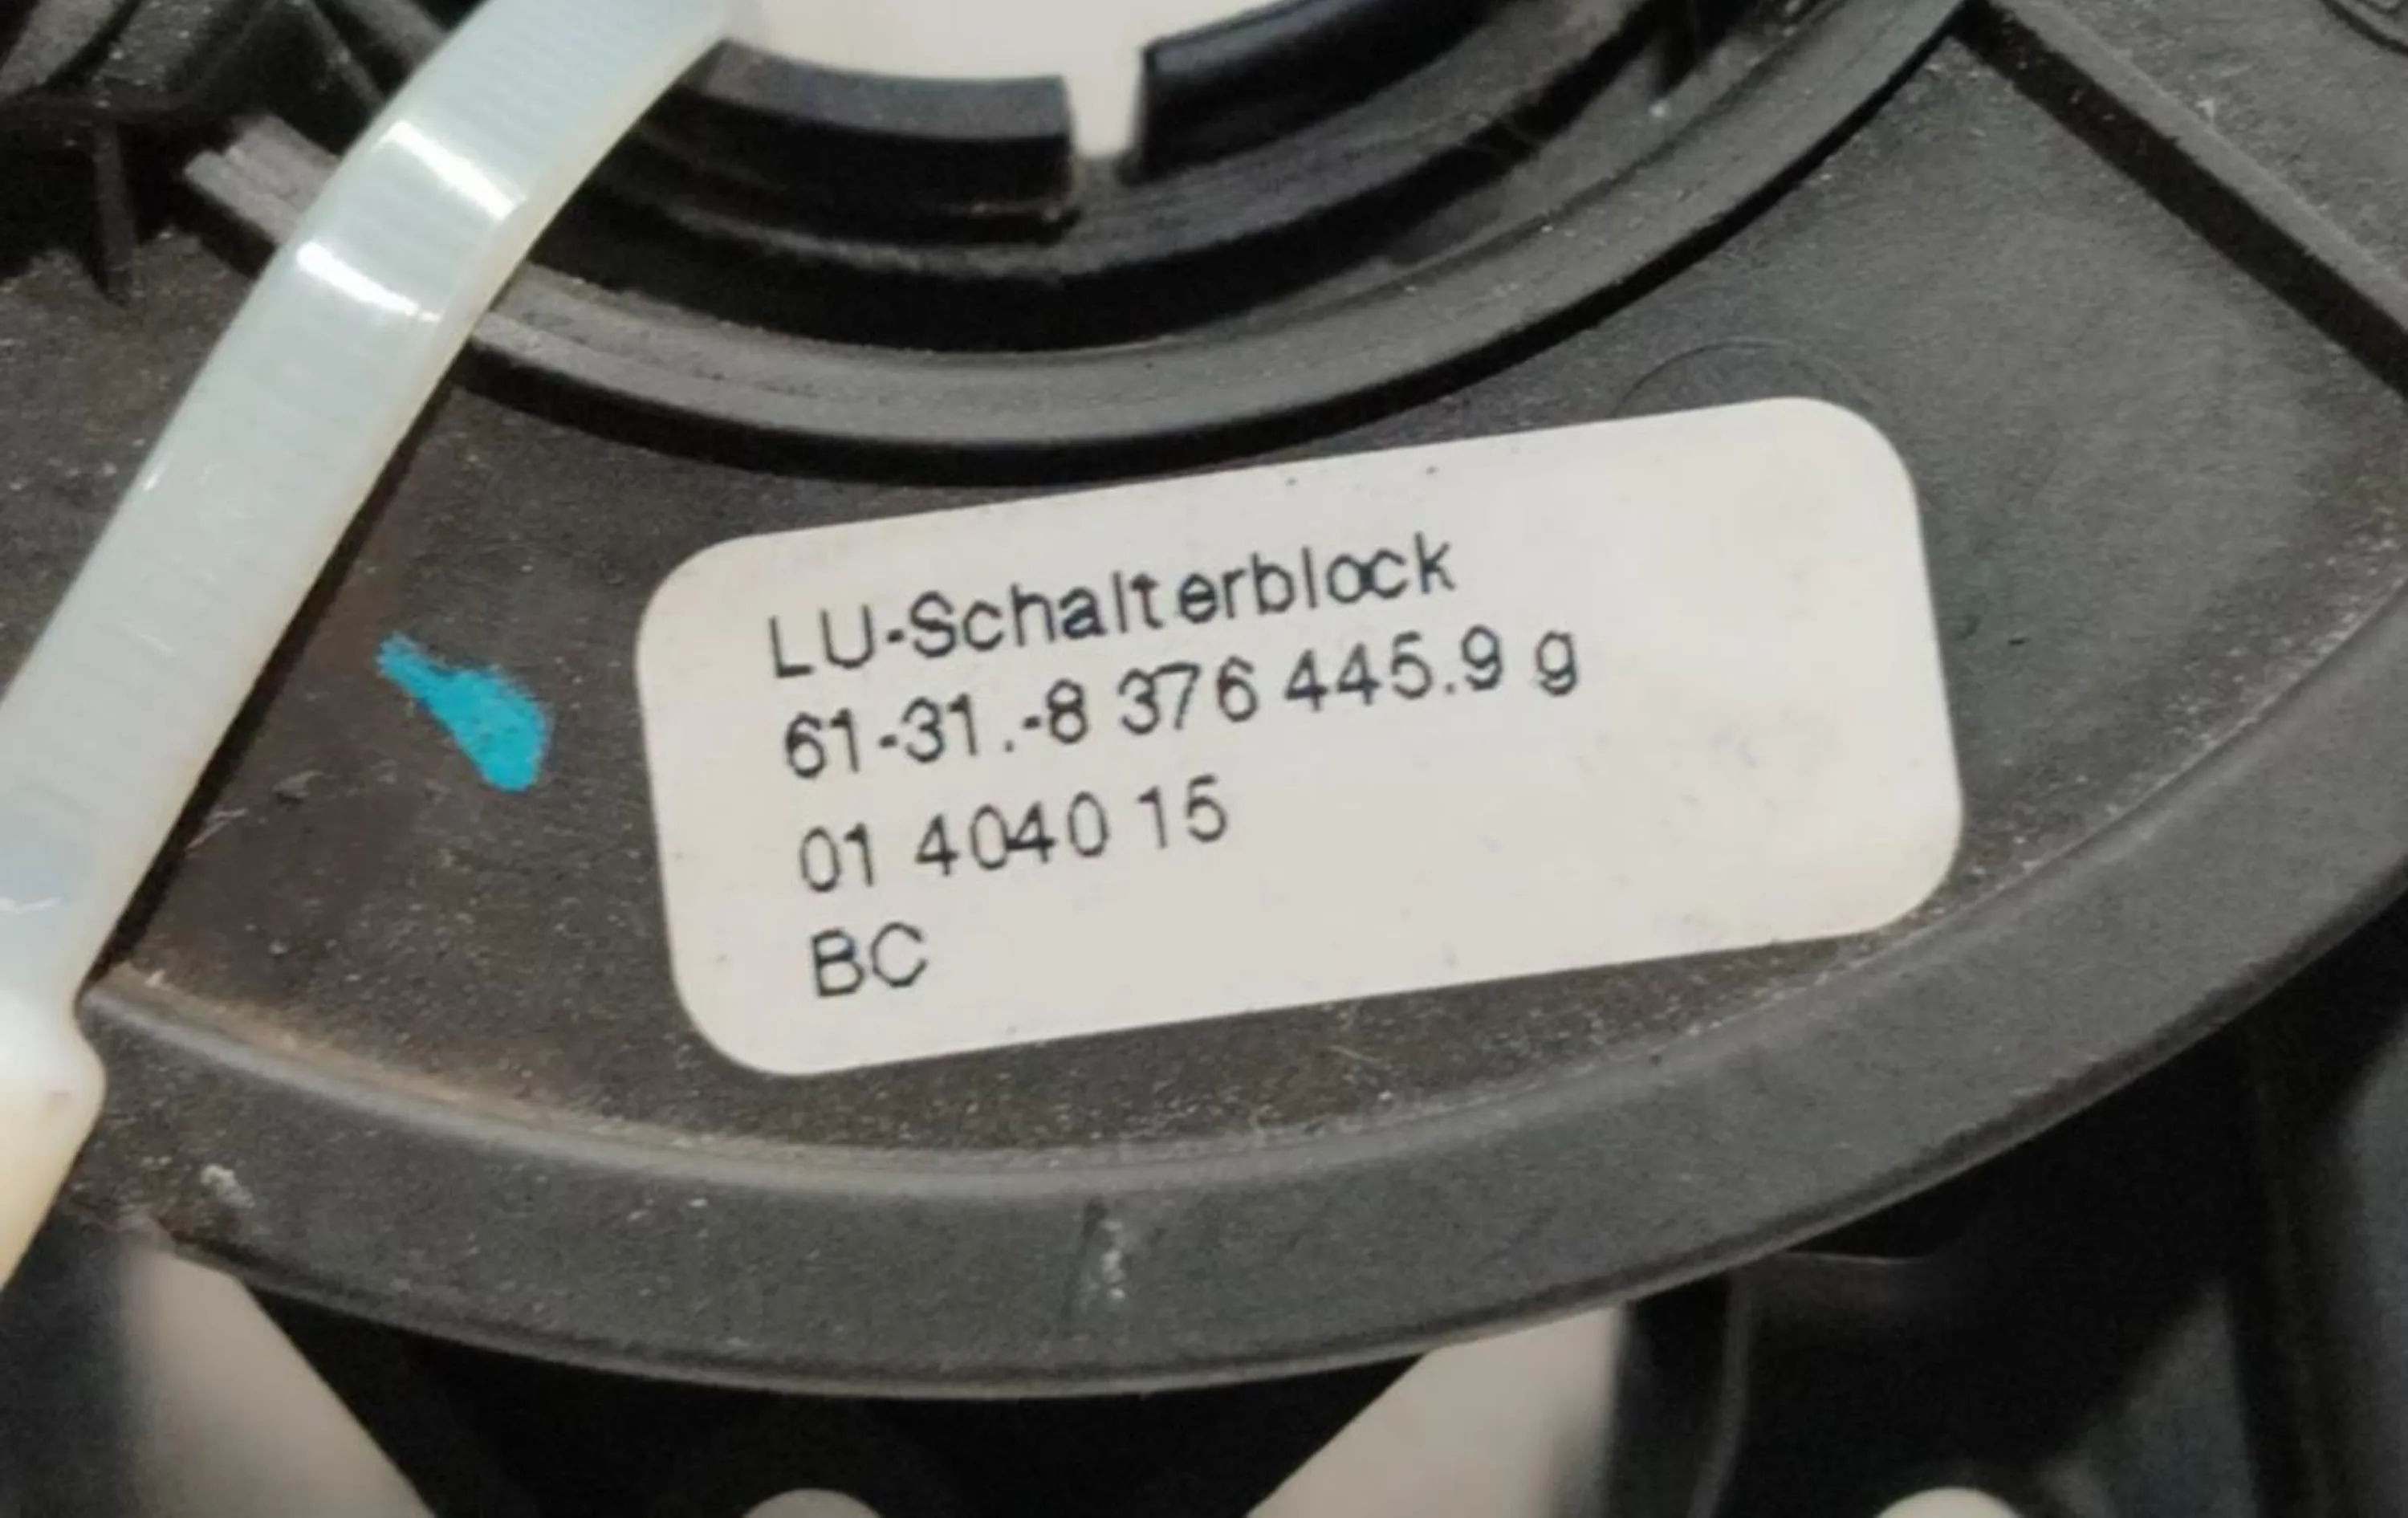 LU-Schalterblock
61-31.-8 376 445.9 g
01 4040 15
BC